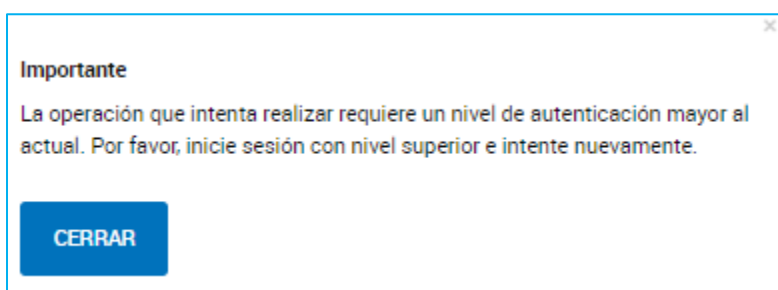 Importante
La operación que intenta realizar requiere un nivel de autenticación mayor al
actual. Por favor, inicie sesión con nivel superior e intente nuevamente.
CERRAR